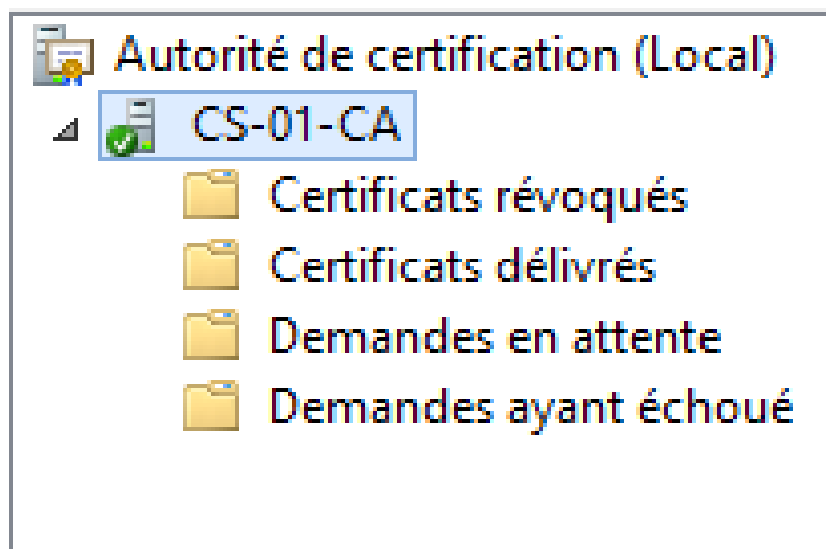 Autorité de certification (Local)
CS-01-CA
Certificats révoqués
Certificats délivrés
Demandes en attente
Demandes ayant échoué